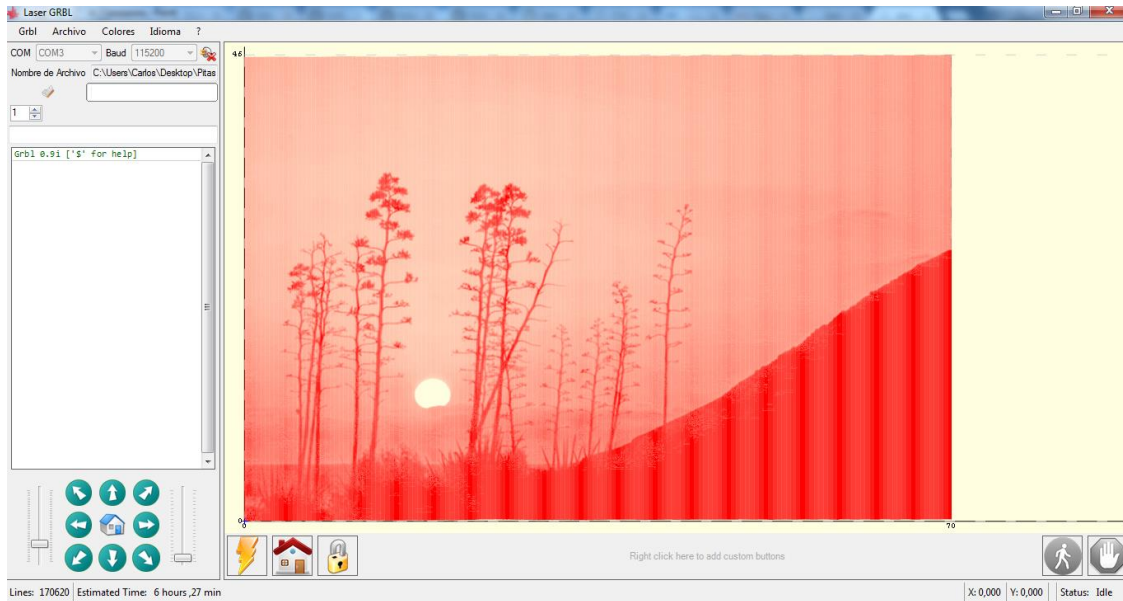 Laser GRBL
Grbl Archivo Colores Idioma ?
COM COM3 Baud 115200
Nombre de Archivo C:\Users\Carlos\Desktop\Pitas
1
Grbl 0.9i ['$' for help]
46
0
70
Right click here to add custom buttons
Lines: 170620 Estimated Time: 6 hours ,27 min X: 0,000 Y: 0,000 Status: Idle